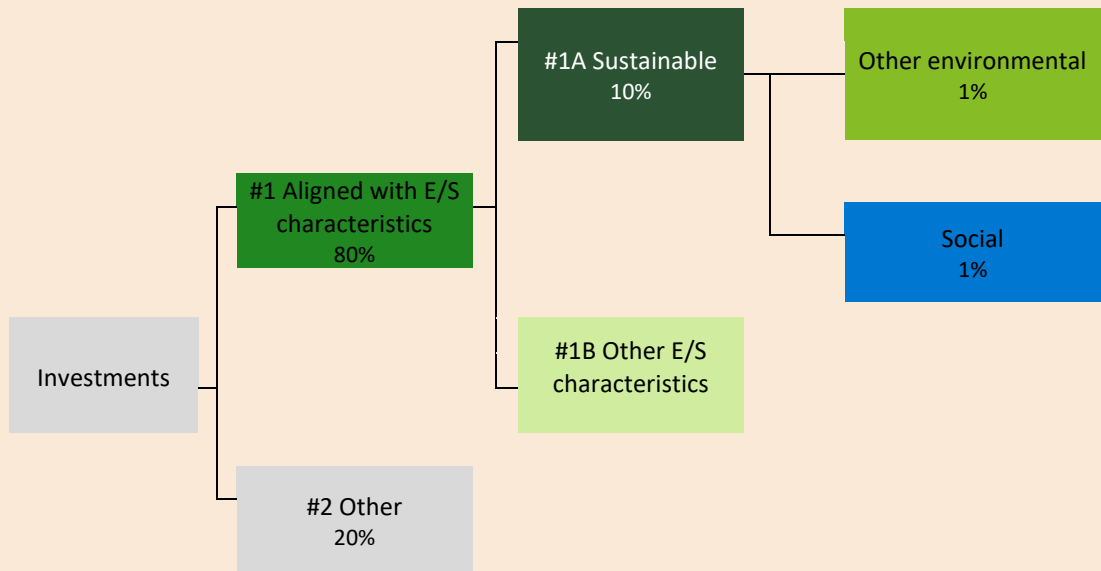 #1A Sustainable
10%
Other environmental
1%
#1 Aligned with E/S
characteristics
80%
Social
1%
Investments
#1B Other E/S
characteristics
#2 Other
20%